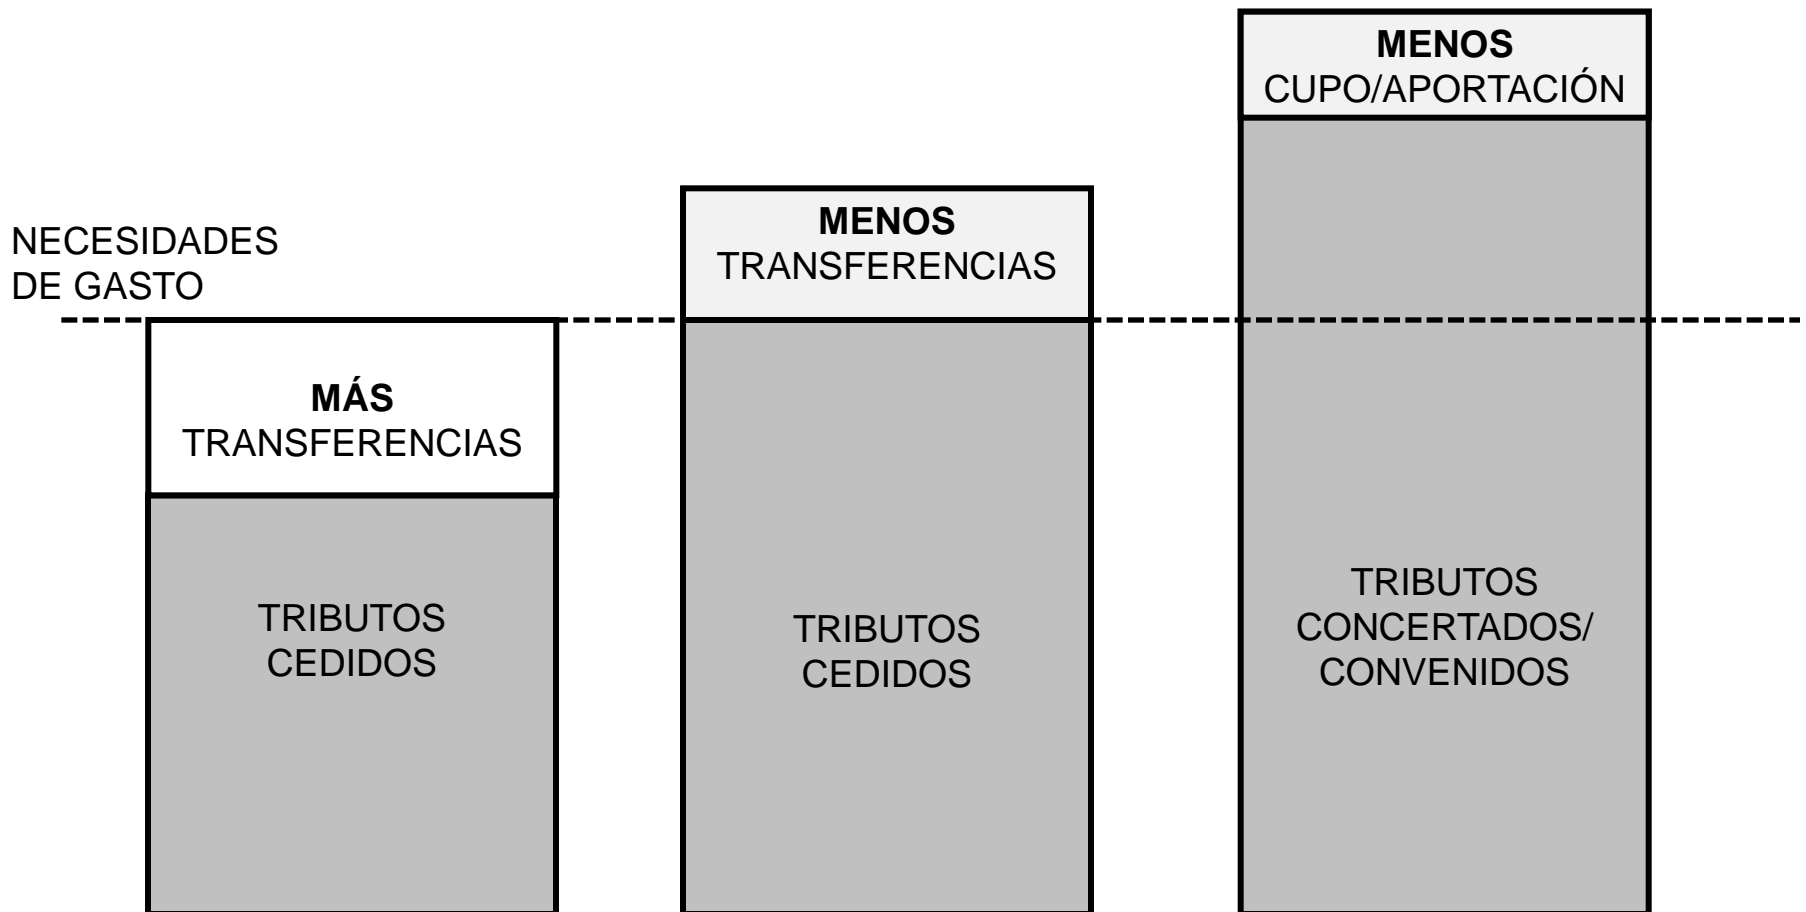 MENOS
CUPO/APORTACIÓN
MENOS
TRANSFERENCIAS
NECESIDADES
DE GASTO
MÁS
TRANSFERENCIAS
TRIBUTOS
CEDIDOS
TRIBUTOS
CEDIDOS
TRIBUTOS
CONCERTADOS/
CONVENIDOS